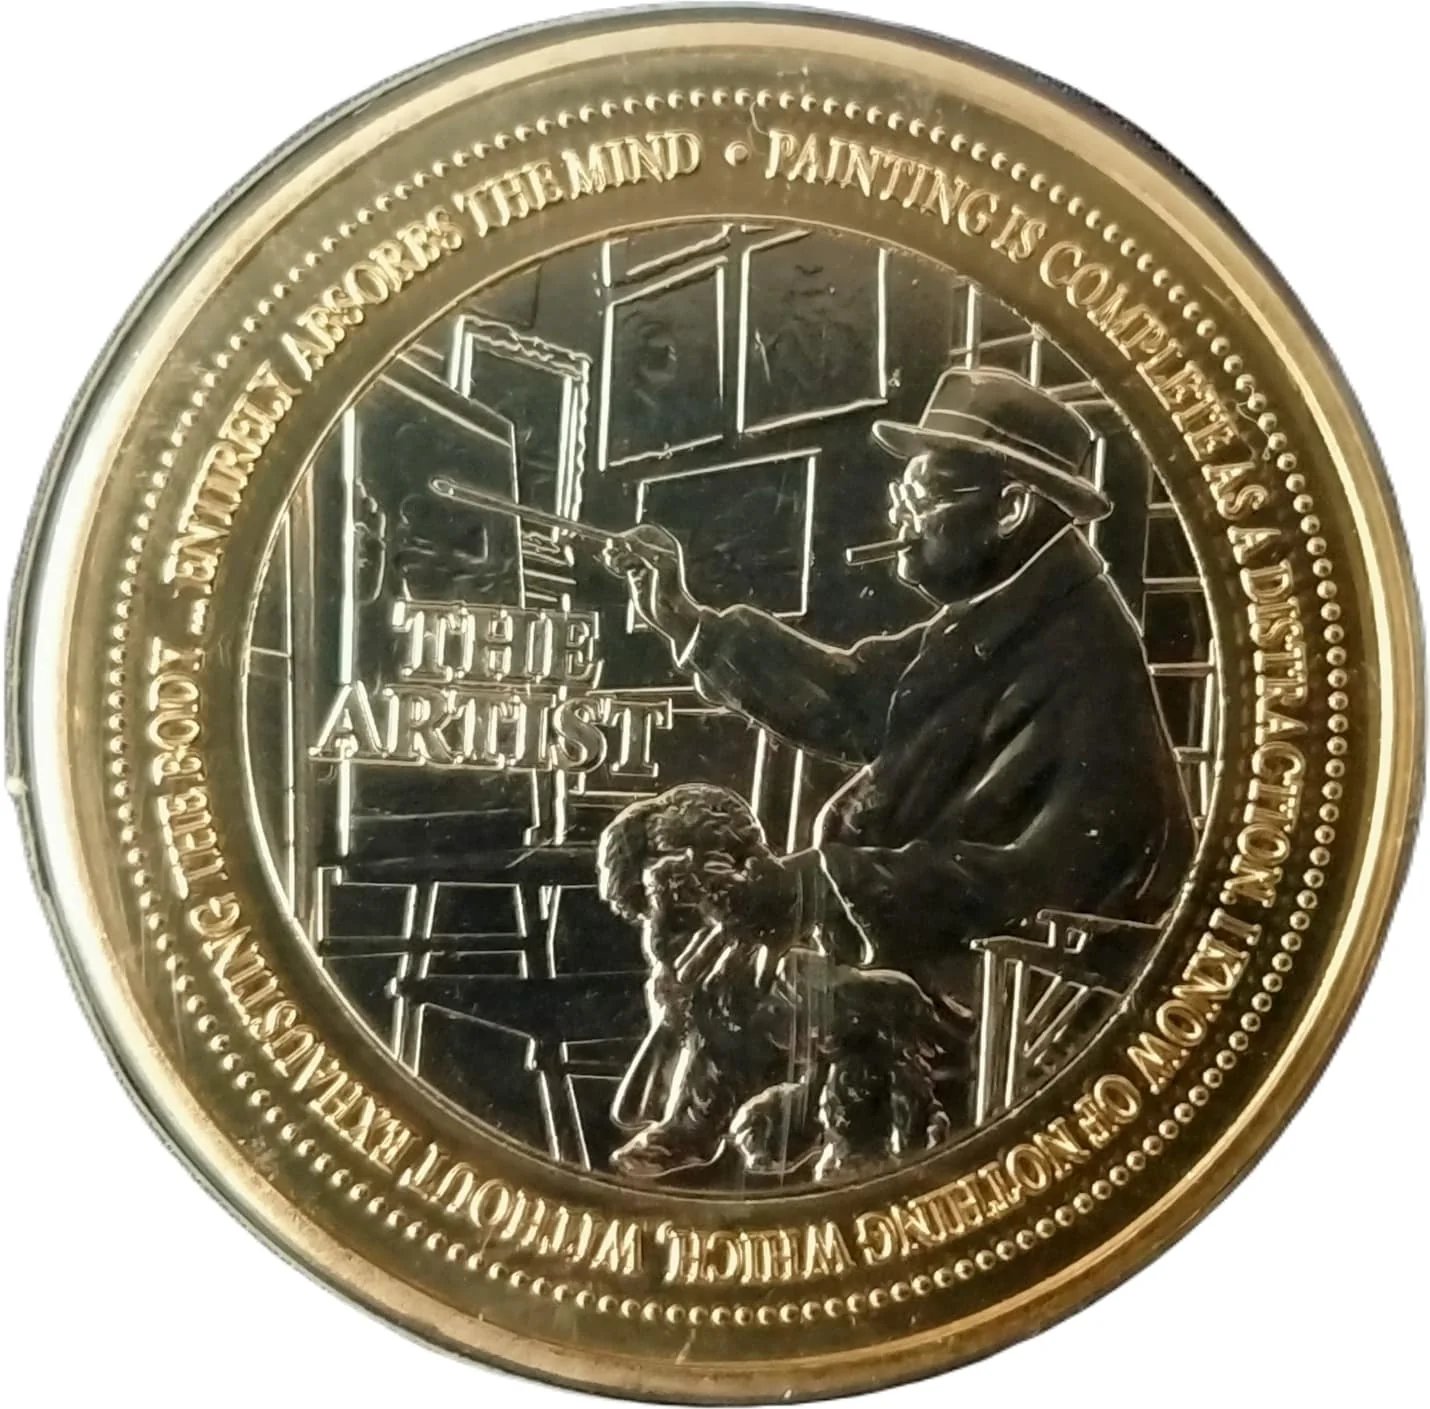 PAINTING IS COMPLETE AS A DISTRACTION. I KNOW OF NOTHING WHICH, WITHOUT EXHAUSTING THE BODY ... ENTIRELY ABSORBS THE MIND •
THE
ARTIST